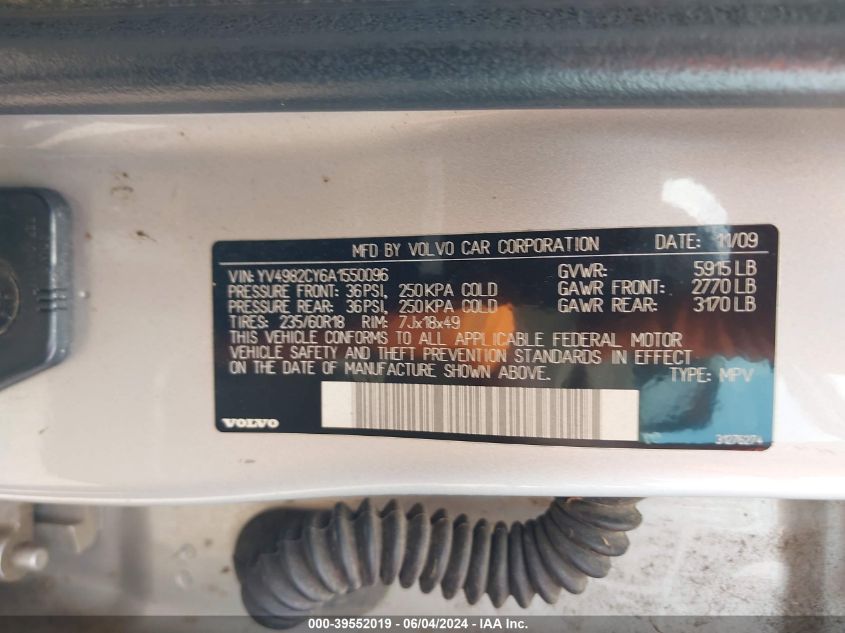 MFD BY VOLVO CAR CORPORATION DATE: 11/09
VIN: YV4982CY6A1550096 GVWR: 5915 LB
PRESSURE FRONT: 36PSI, 250KPA COLD GAWR FRONT: 2770 LB
PRESSURE REAR: 36PSI, 250KPA COLD GAWR REAR: 3170 LB
TIRES: 235/60R18 RIM: 7Jx18x49
THIS VEHICLE CONFORMS TO ALL APPLICABLE FEDERAL MOTOR
VEHICLE SAFETY AND THEFT PREVENTION STANDARDS IN EFFECT
ON THE DATE OF MANUFACTURE SHOWN ABOVE. TYPE: MPV
VOLVO 31276274
000-39552019 - 06/04/2024 - IAA Inc.